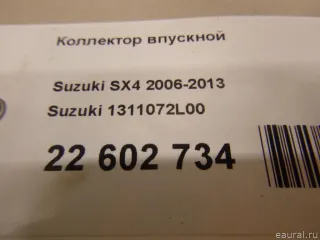 Коллектор впускной
Suzuki SX4 2006-2013
Suzuki 1311072L00
22 602 734
eaural.ru